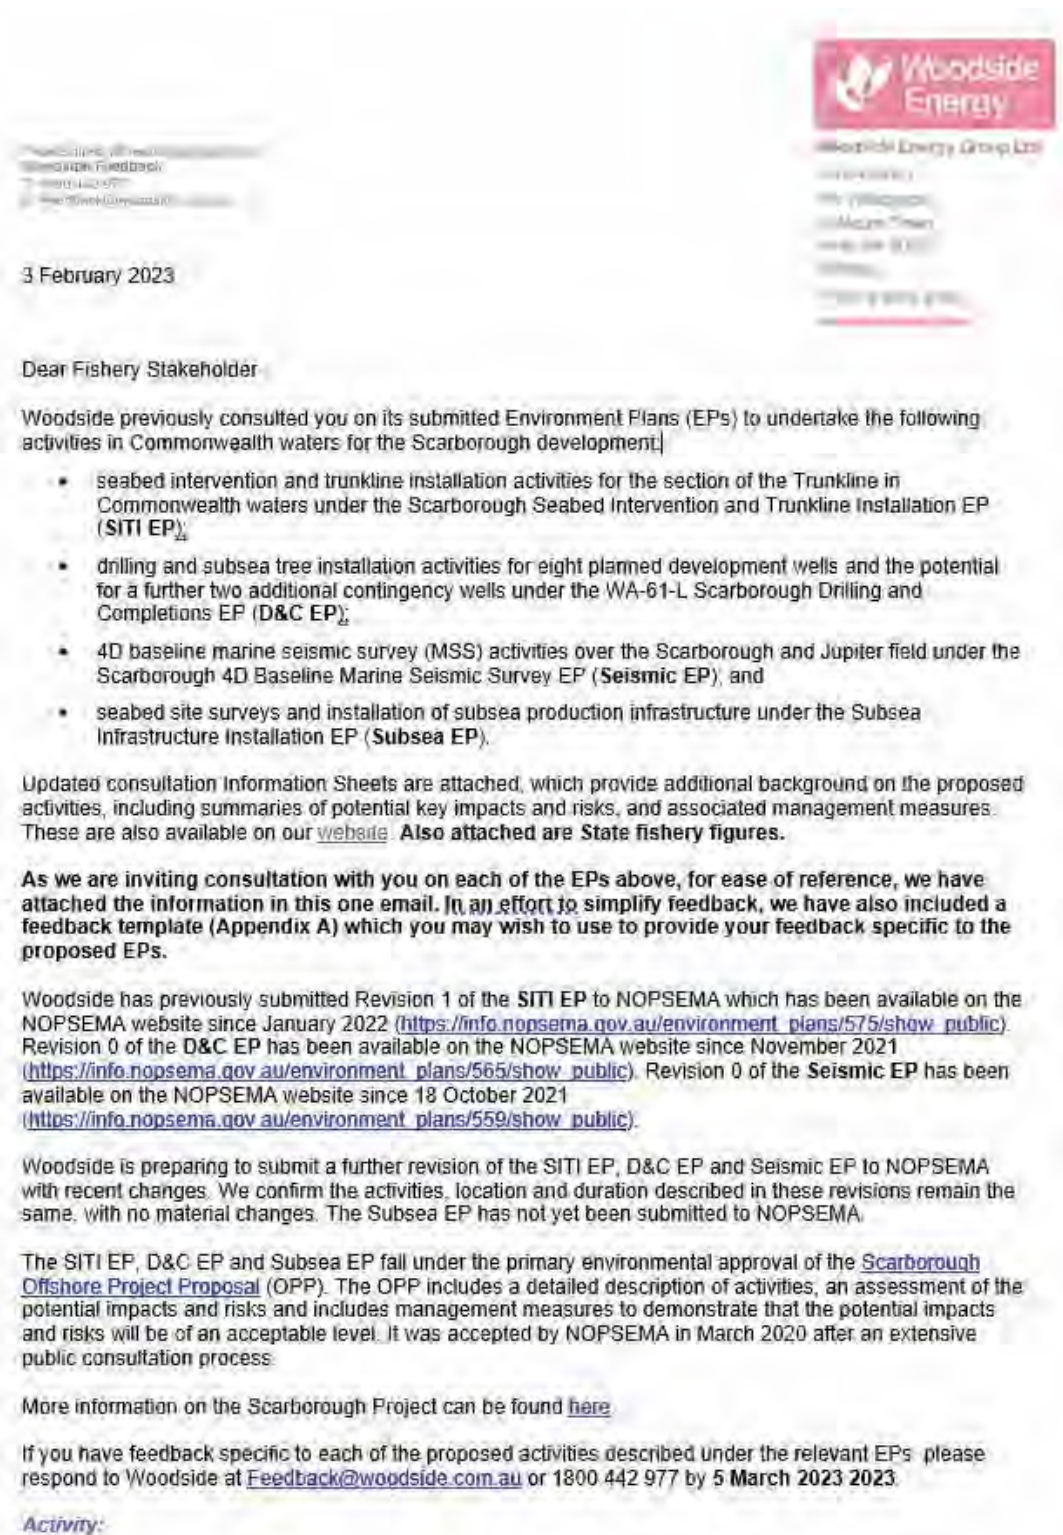 Woodside
Energy
Woodside Energy Group Ltd
Woodside Feedback
3 February 2023
Dear Fishery Stakeholder
Woodside previously consulted you on its submitted Environment Plans (EPs) to undertake the following
activities in Commonwealth waters for the Scarborough development:
• seabed intervention and trunkline installation activities for the section of the Trunkline in
Commonwealth waters under the Scarborough Seabed Intervention and Trunkline Installation EP
(SITI EP);
• drilling and subsea tree installation activities for eight planned development wells and the potential
for a further two additional contingency wells under the WA-61-L Scarborough Drilling and
Completions EP (D&C EP);
• 4D baseline marine seismic survey (MSS) activities over the Scarborough and Jupiter field under the
Scarborough 4D Baseline Marine Seismic Survey EP (Seismic EP); and
• seabed site surveys and installation of subsea production infrastructure under the Subsea
Infrastructure Installation EP (Subsea EP).
Updated consultation Information Sheets are attached, which provide additional background on the proposed
activities, including summaries of potential key impacts and risks, and associated management measures.
These are also available on our website. Also attached are State fishery figures.
As we are inviting consultation with you on each of the EPs above, for ease of reference, we have
attached the information in this one email. In an effort to simplify feedback, we have also included a
feedback template (Appendix A) which you may wish to use to provide your feedback specific to the
proposed EPs.
Woodside has previously submitted Revision 1 of the SITI EP to NOPSEMA which has been available on the
NOPSEMA website since January 2022 (https://info.nopsema.gov.au/environment_plans/575/show_public).
Revision 0 of the D&C EP has been available on the NOPSEMA website since November 2021
(https://info.nopsema.gov.au/environment_plans/565/show_public). Revision 0 of the Seismic EP has been
available on the NOPSEMA website since 18 October 2021
(https://info.nopsema.gov.au/environment_plans/559/show_public).
Woodside is preparing to submit a further revision of the SITI EP, D&C EP and Seismic EP to NOPSEMA
with recent changes. We confirm the activities, location and duration described in these revisions remain the
same, with no material changes. The Subsea EP has not yet been submitted to NOPSEMA.
The SITI EP, D&C EP and Subsea EP fall under the primary environmental approval of the Scarborough
Offshore Project Proposal (OPP). The OPP includes a detailed description of activities, an assessment of the
potential impacts and risks and includes management measures to demonstrate that the potential impacts
and risks will be of an acceptable level. It was accepted by NOPSEMA in March 2020 after an extensive
public consultation process.
More information on the Scarborough Project can be found here.
If you have feedback specific to each of the proposed activities described under the relevant EPs please
respond to Woodside at Feedback@woodside.com.au or 1800 442 977 by 5 March 2023 2023.
Activity: